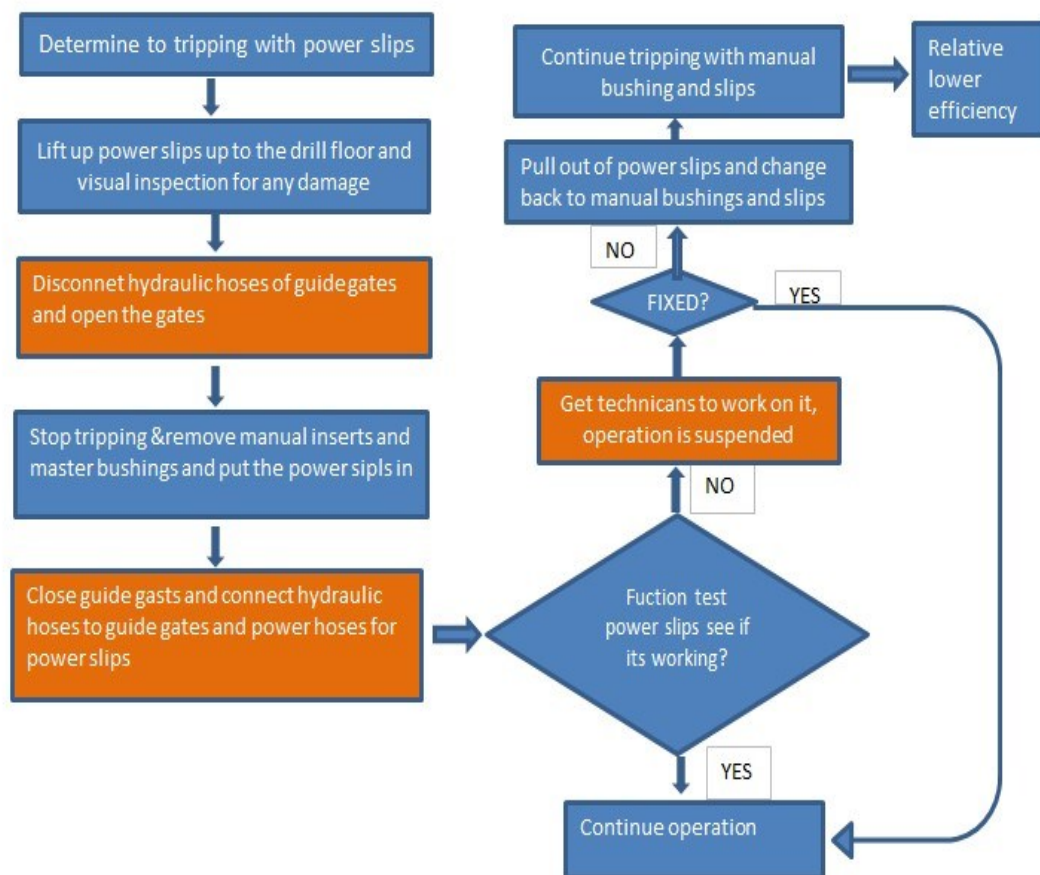 Determine to tripping with power slips
Lift up power slips up to the drill floor and
visual inspection for any damage
Disconnet hydraulic hoses of guide gates
and open the gates
Stop tripping &remove manual inserts and
master bushings and put the power sipls in
Close guide gasts and connect hydraulic
hoses to guide gates and power hoses for
power slips
Fuction test
power slips see if
its working?
YES
Continue operation
NO
Get technicans to work on it,
operation is suspended
FIXED?
YES
NO
Pull out of power slips and change
back to manual bushings and slips
Continue tripping with manual
bushing and slips
Relative
lower
efficiency